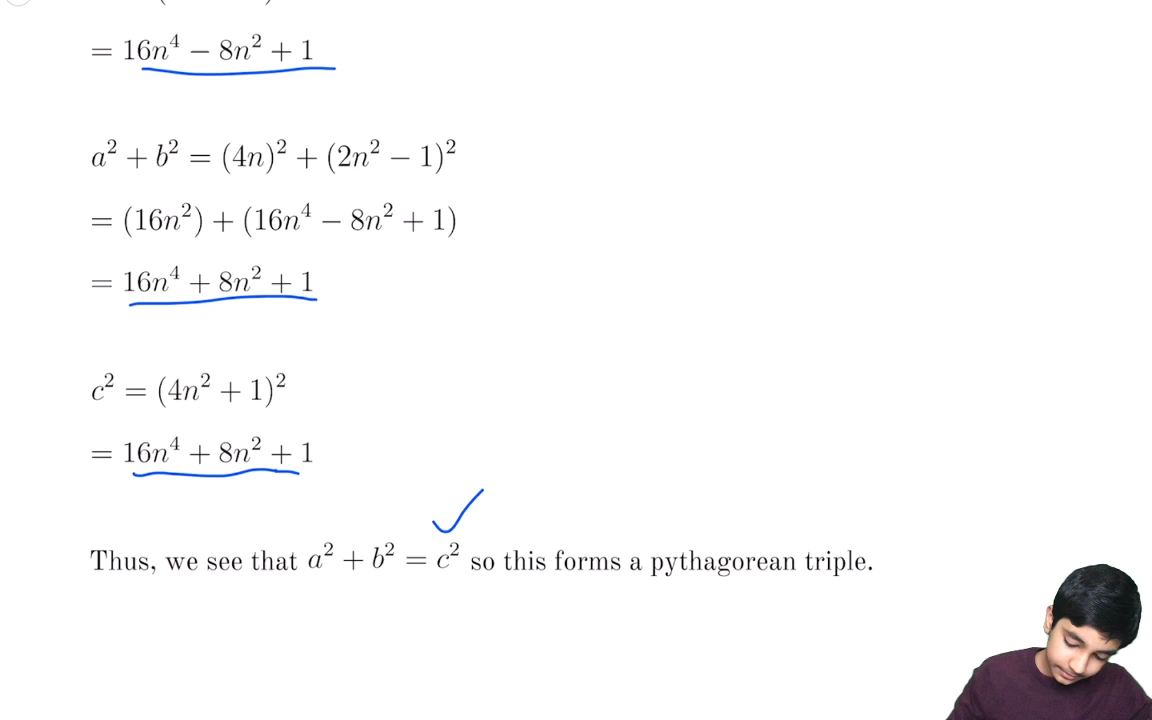 = 16n⁴ − 8n² + 1
a² + b² = (4n)² + (2n² − 1)²
= (16n²) + (16n⁴ − 8n² + 1)
= 16n⁴ + 8n² + 1
c² = (4n² + 1)²
= 16n⁴ + 8n² + 1
Thus, we see that a² + b² = c² so this forms a pythagorean triple.